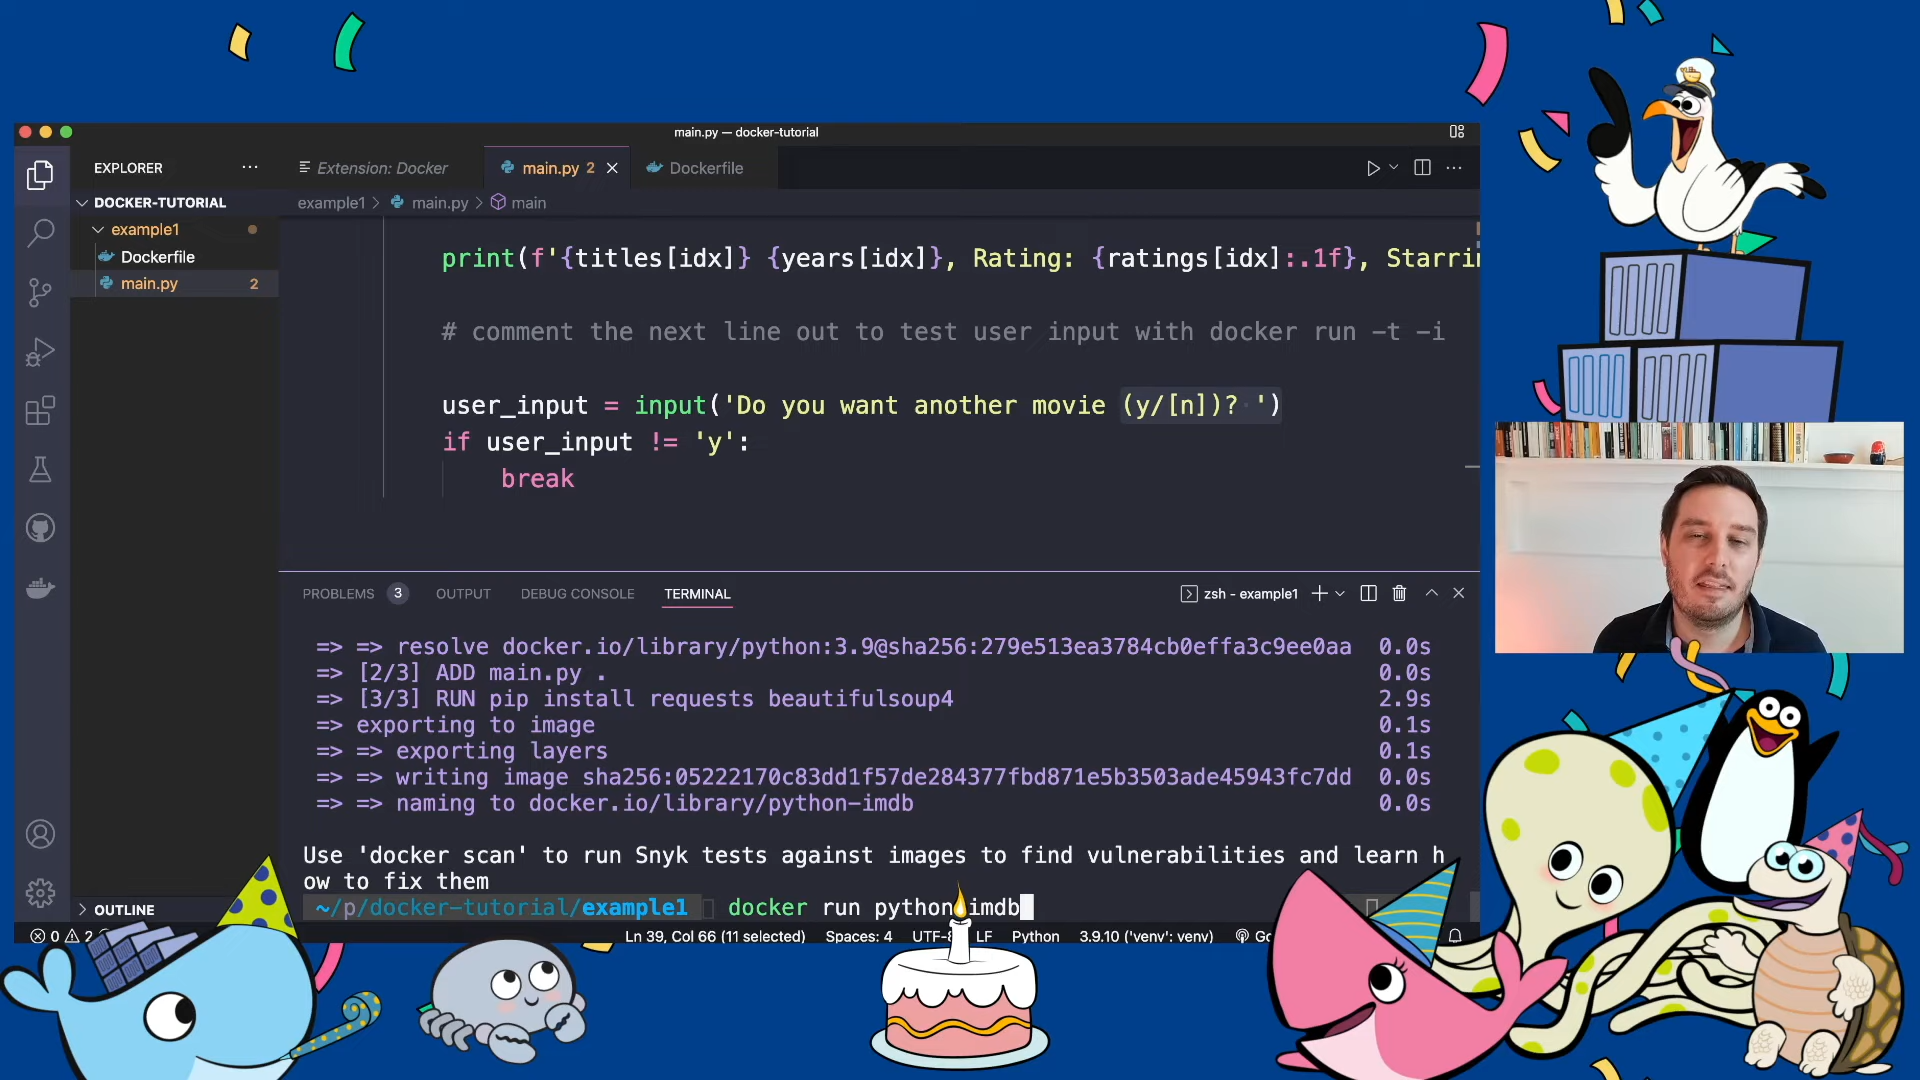 main.py — docker-tutorial
EXPLORER
Extension: Docker
main.py 2
Dockerfile
DOCKER-TUTORIAL
example1 > main.py > main
example1
Dockerfile
main.py 2
print(f'{titles[idx]} {years[idx]}, Rating: {ratings[idx]:.1f}, Starrin
# comment the next line out to test user input with docker run -t -i
user_input = input('Do you want another movie (y/[n])? ')
if user_input != 'y':
break
PROBLEMS 3 OUTPUT DEBUG CONSOLE TERMINAL
zsh - example1
=> => resolve docker.io/library/python:3.9@sha256:279e513ea3784cb0effa3c9ee0aa 0.0s
=> [2/3] ADD main.py . 0.0s
=> [3/3] RUN pip install requests beautifulsoup4 2.9s
=> exporting to image 0.1s
=> => exporting layers 0.1s
=> => writing image sha256:05222170c83dd1f57de284377fbd871e5b3503ade45943fc7dd 0.0s
=> => naming to docker.io/library/python-imdb 0.0s
Use 'docker scan' to run Snyk tests against images to find vulnerabilities and learn h
ow to fix them
~/p/docker-tutorial/example1 docker run python-imdb
OUTLINE
0 2
Ln 39, Col 66 (11 selected) Spaces: 4 UTF-8 LF Python 3.9.10 ('venv': venv) Go